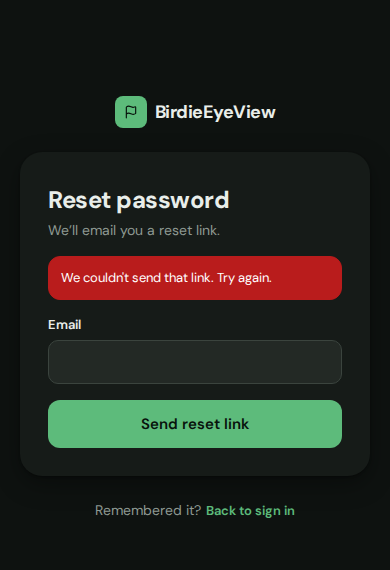 BirdieEyeView
Reset password
We'll email you a reset link.
We couldn't send that link. Try again.
Email
Send reset link
Remembered it? Back to sign in